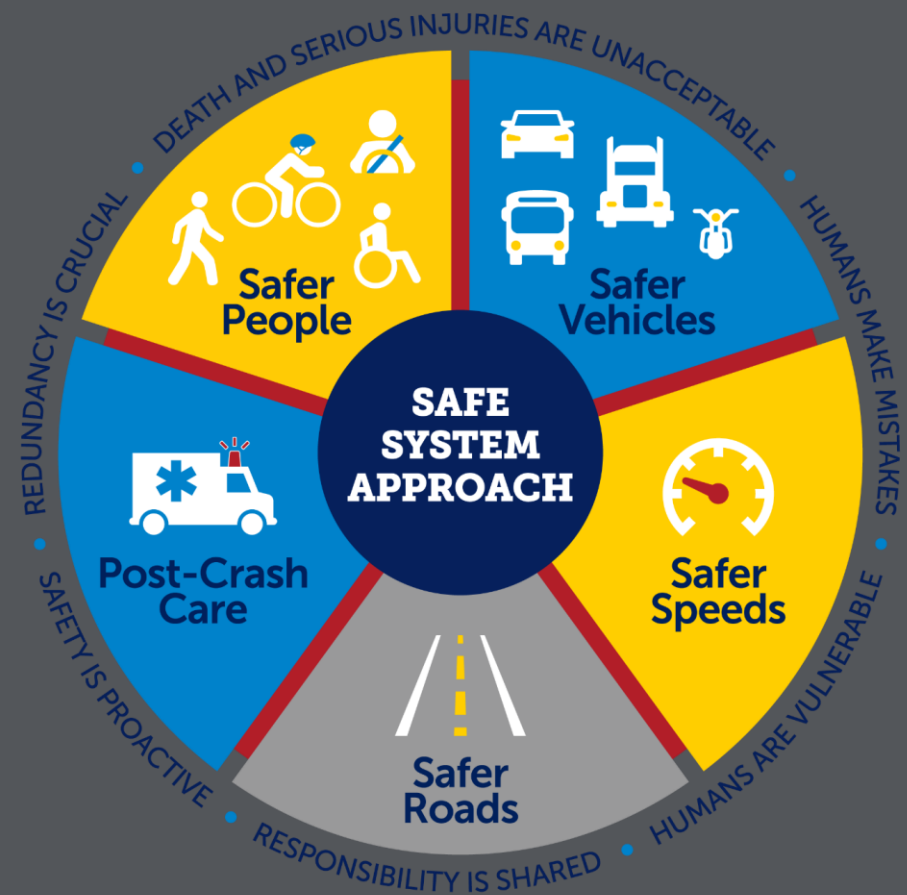 DEATH AND SERIOUS INJURIES ARE UNACCEPTABLE
HUMANS MAKE MISTAKES
HUMANS ARE VULNERABLE
RESPONSIBILITY IS SHARED
SAFETY IS PROACTIVE
REDUNDANCY IS CRUCIAL
Safer
People
Safer
Vehicles
SAFE
SYSTEM
APPROACH
Safer
Speeds
Safer
Roads
Post-Crash
Care